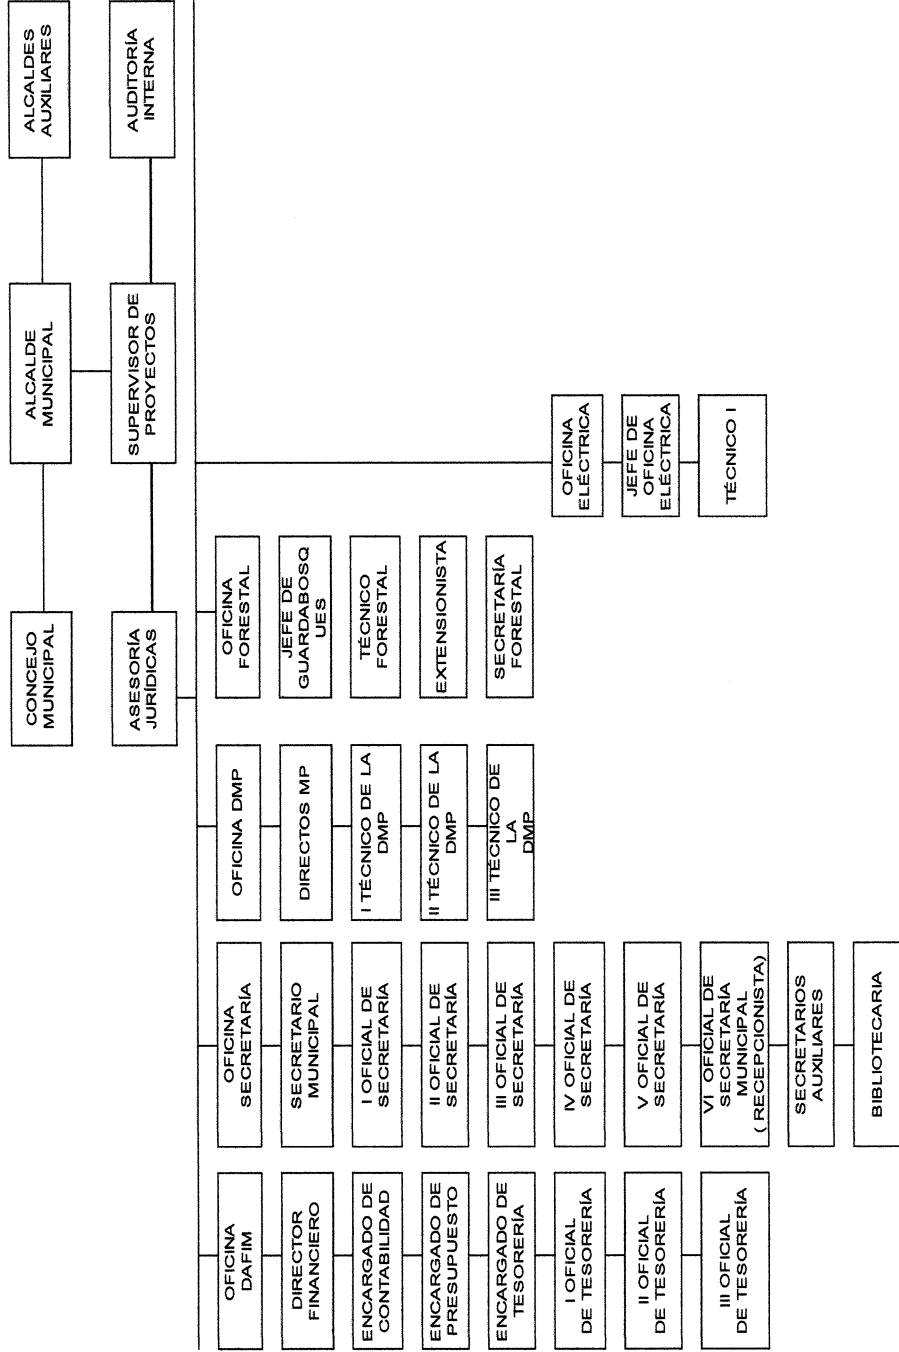 CONCEJO
MUNICIPAL
ALCALDE
MUNICIPAL
ALCALDES
AUXILIARES
ASESORÍA
JURÍDICAS
SUPERVISOR DE
PROYECTOS
AUDITORÍA
INTERNA
OFICINA
DAFIM
DIRECTOR
FINANCIERO
ENCARGADO DE
CONTABILIDAD
ENCARGADO DE
PRESUPUESTO
ENCARGADO DE
TESORERÍA
I OFICIAL
DE TESORERÍA
II OFICIAL
DE TESORERÍA
III OFICIAL
DE TESORERÍA
OFICINA
SECRETARÍA
SECRETARIO
MUNICIPAL
I OFICIAL DE
SECRETARÍA
II OFICIAL DE
SECRETARÍA
III OFICIAL DE
SECRETARÍA
IV OFICIAL DE
SECRETARÍA
V OFICIAL DE
SECRETARÍA
VI OFICIAL DE
SECRETARÍA
MUNICIPAL
( RECEPCIONISTA)
SECRETARIOS
AUXILIARES
BIBLIOTECARIA
OFICINA DMP
DIRECTOS MP
I TÉCNICO DE LA
DMP
II TÉCNICO DE LA
DMP
III TÉCNICO DE
LA
DMP
OFICINA
FORESTAL
JEFE DE
GUARDABOSQ
UES
TÉCNICO
FORESTAL
EXTENSIONISTA
SECRETARÍA
FORESTAL
OFICINA
ELÉCTRICA
JEFE DE
OFICINA
ELÉCTRICA
TÉCNICO I